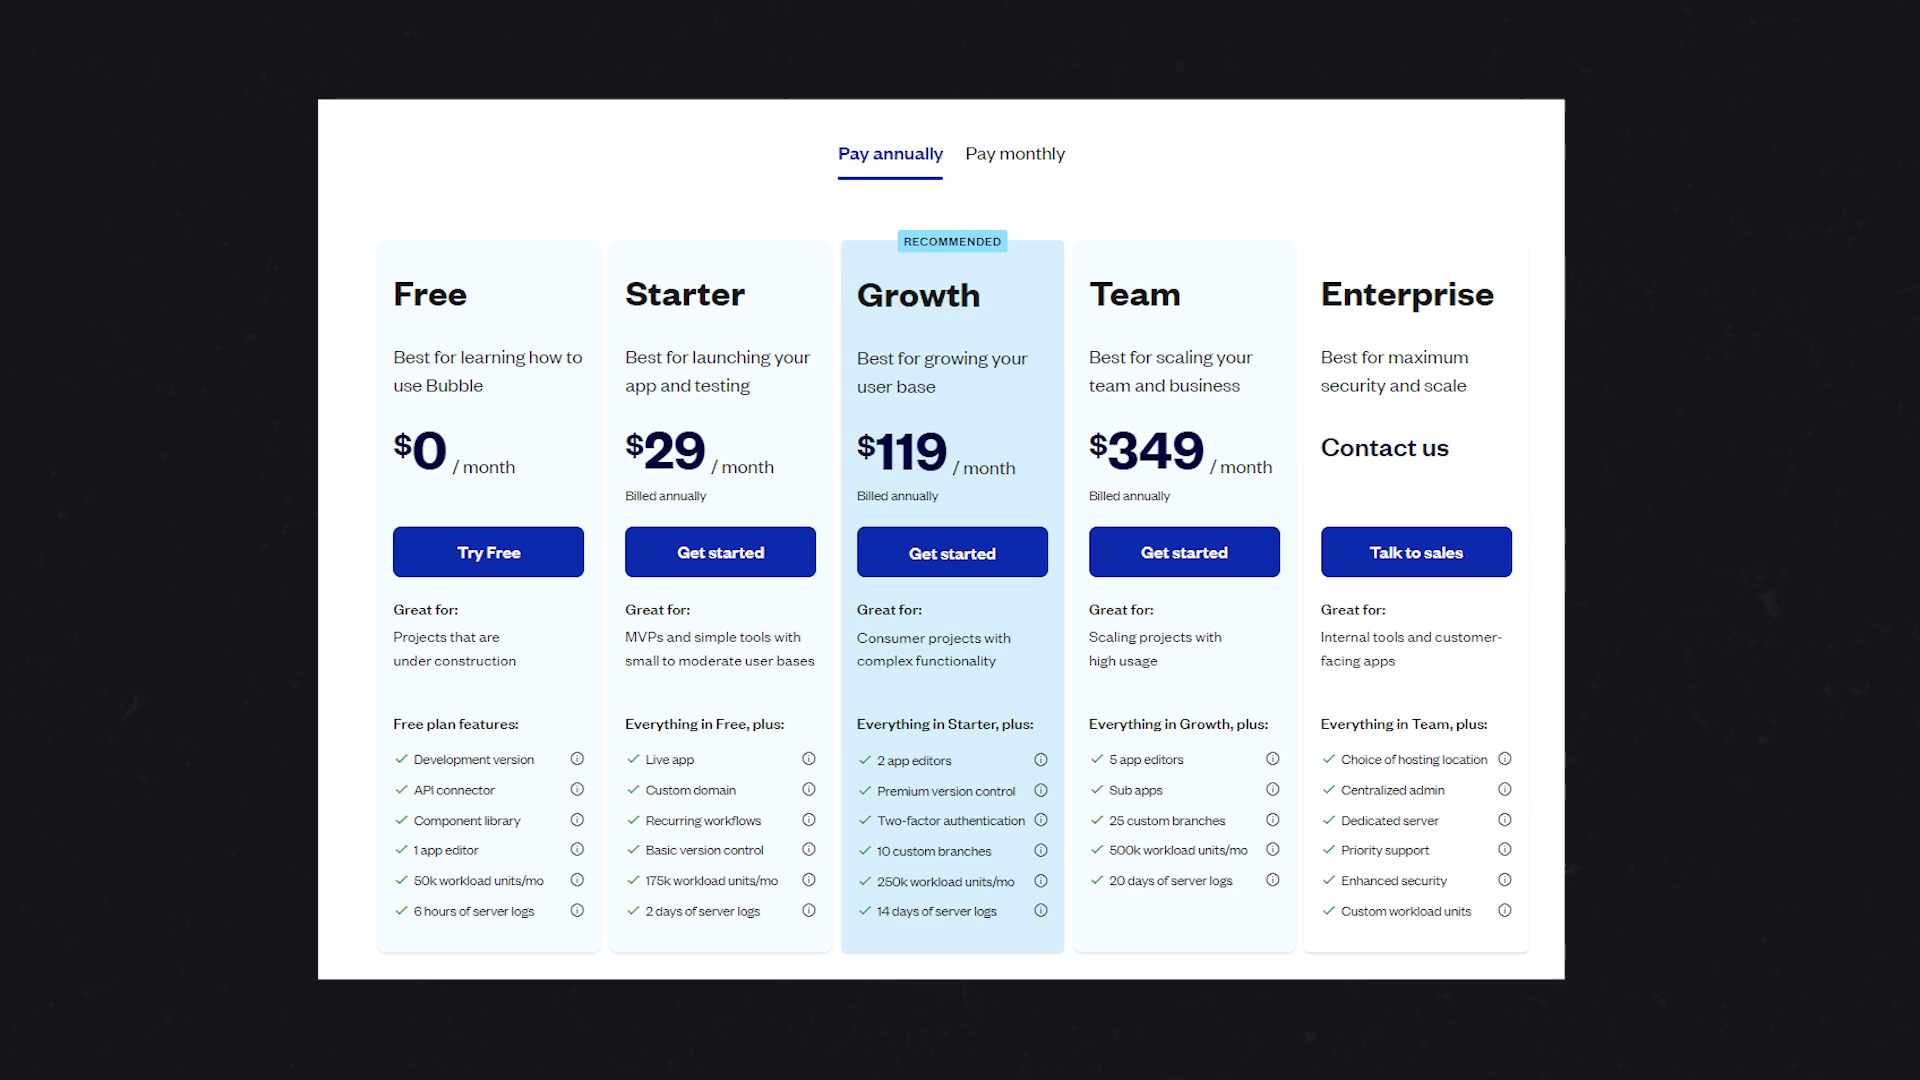 Pay annually
Pay monthly
Free
Best for learning how to
use Bubble
$0 / month
Try Free
Great for:
Projects that are
under construction
Free plan features:
Development version
API connector
Component library
1 app editor
50k workload units/mo
6 hours of server logs
Starter
Best for launching your
app and testing
$29 / month
Billed annually
Get started
Great for:
MVPs and simple tools with
small to moderate user bases
Everything in Free, plus:
Live app
Custom domain
Recurring workflows
Basic version control
175k workload units/mo
2 days of server logs
RECOMMENDED
Growth
Best for growing your
user base
$119 / month
Billed annually
Get started
Great for:
Consumer projects with
complex functionality
Everything in Starter, plus:
2 app editors
Premium version control
Two-factor authentication
10 custom branches
250k workload units/mo
14 days of server logs
Team
Best for scaling your
team and business
$349 / month
Billed annually
Get started
Great for:
Scaling projects with
high usage
Everything in Growth, plus:
5 app editors
Sub apps
25 custom branches
500k workload units/mo
20 days of server logs
Enterprise
Best for maximum
security and scale
Contact us
Talk to sales
Great for:
Internal tools and customer-
facing apps
Everything in Team, plus:
Choice of hosting location
Centralized admin
Dedicated server
Priority support
Enhanced security
Custom workload units